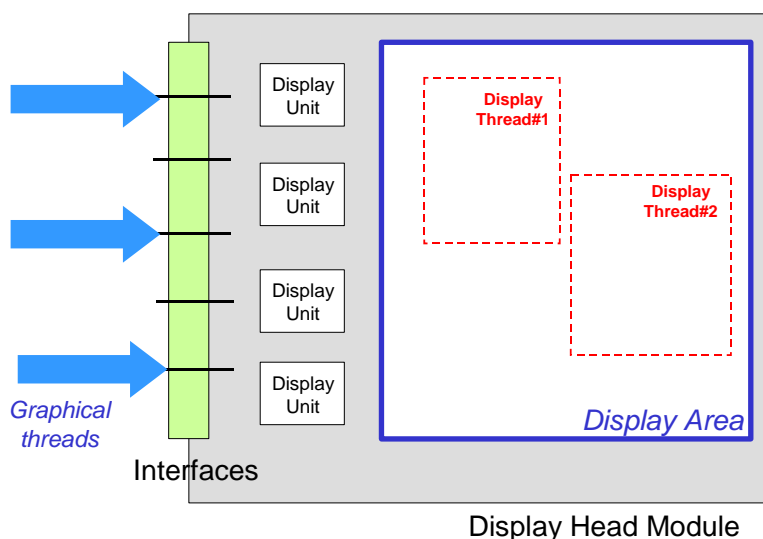 Display
Unit
Display
Unit
Display
Unit
Display
Unit
Display
Thread#1
Display
Thread#2
Display Area
Graphical
threads
Interfaces
Display Head Module